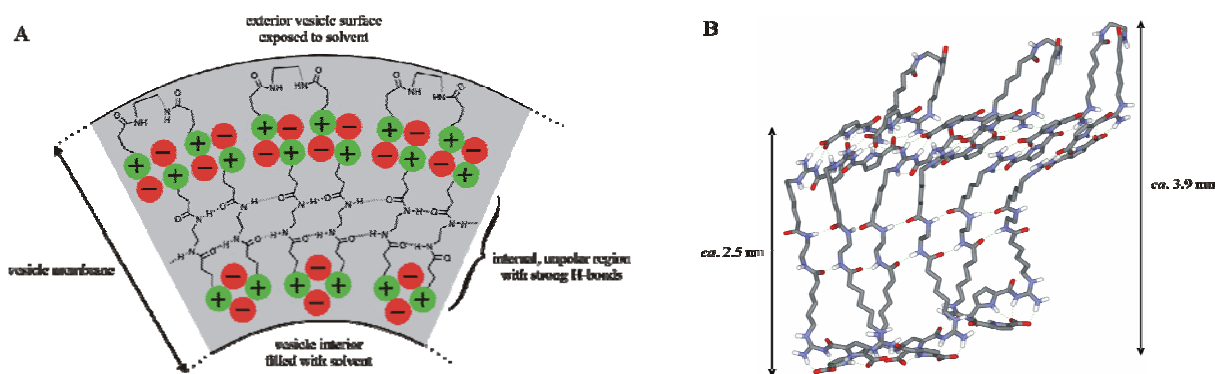 A
exterior vesicle surface
exposed to solvent
vesicle membrane
internal, unpolar region
with strong H-bonds
vesicle interior
filled with solvent
B
ca. 2.5 nm
ca. 3.9 nm